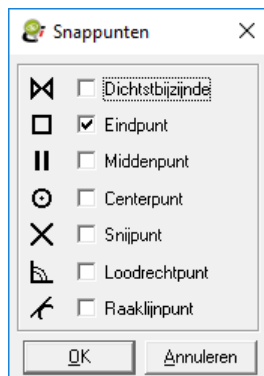 Snappunten
Dichtstbijzijnde
Eindpunt
Middenpunt
Centerpunt
Snijpunt
Loodrechtpunt
Raaklijnpunt
OK Annuleren